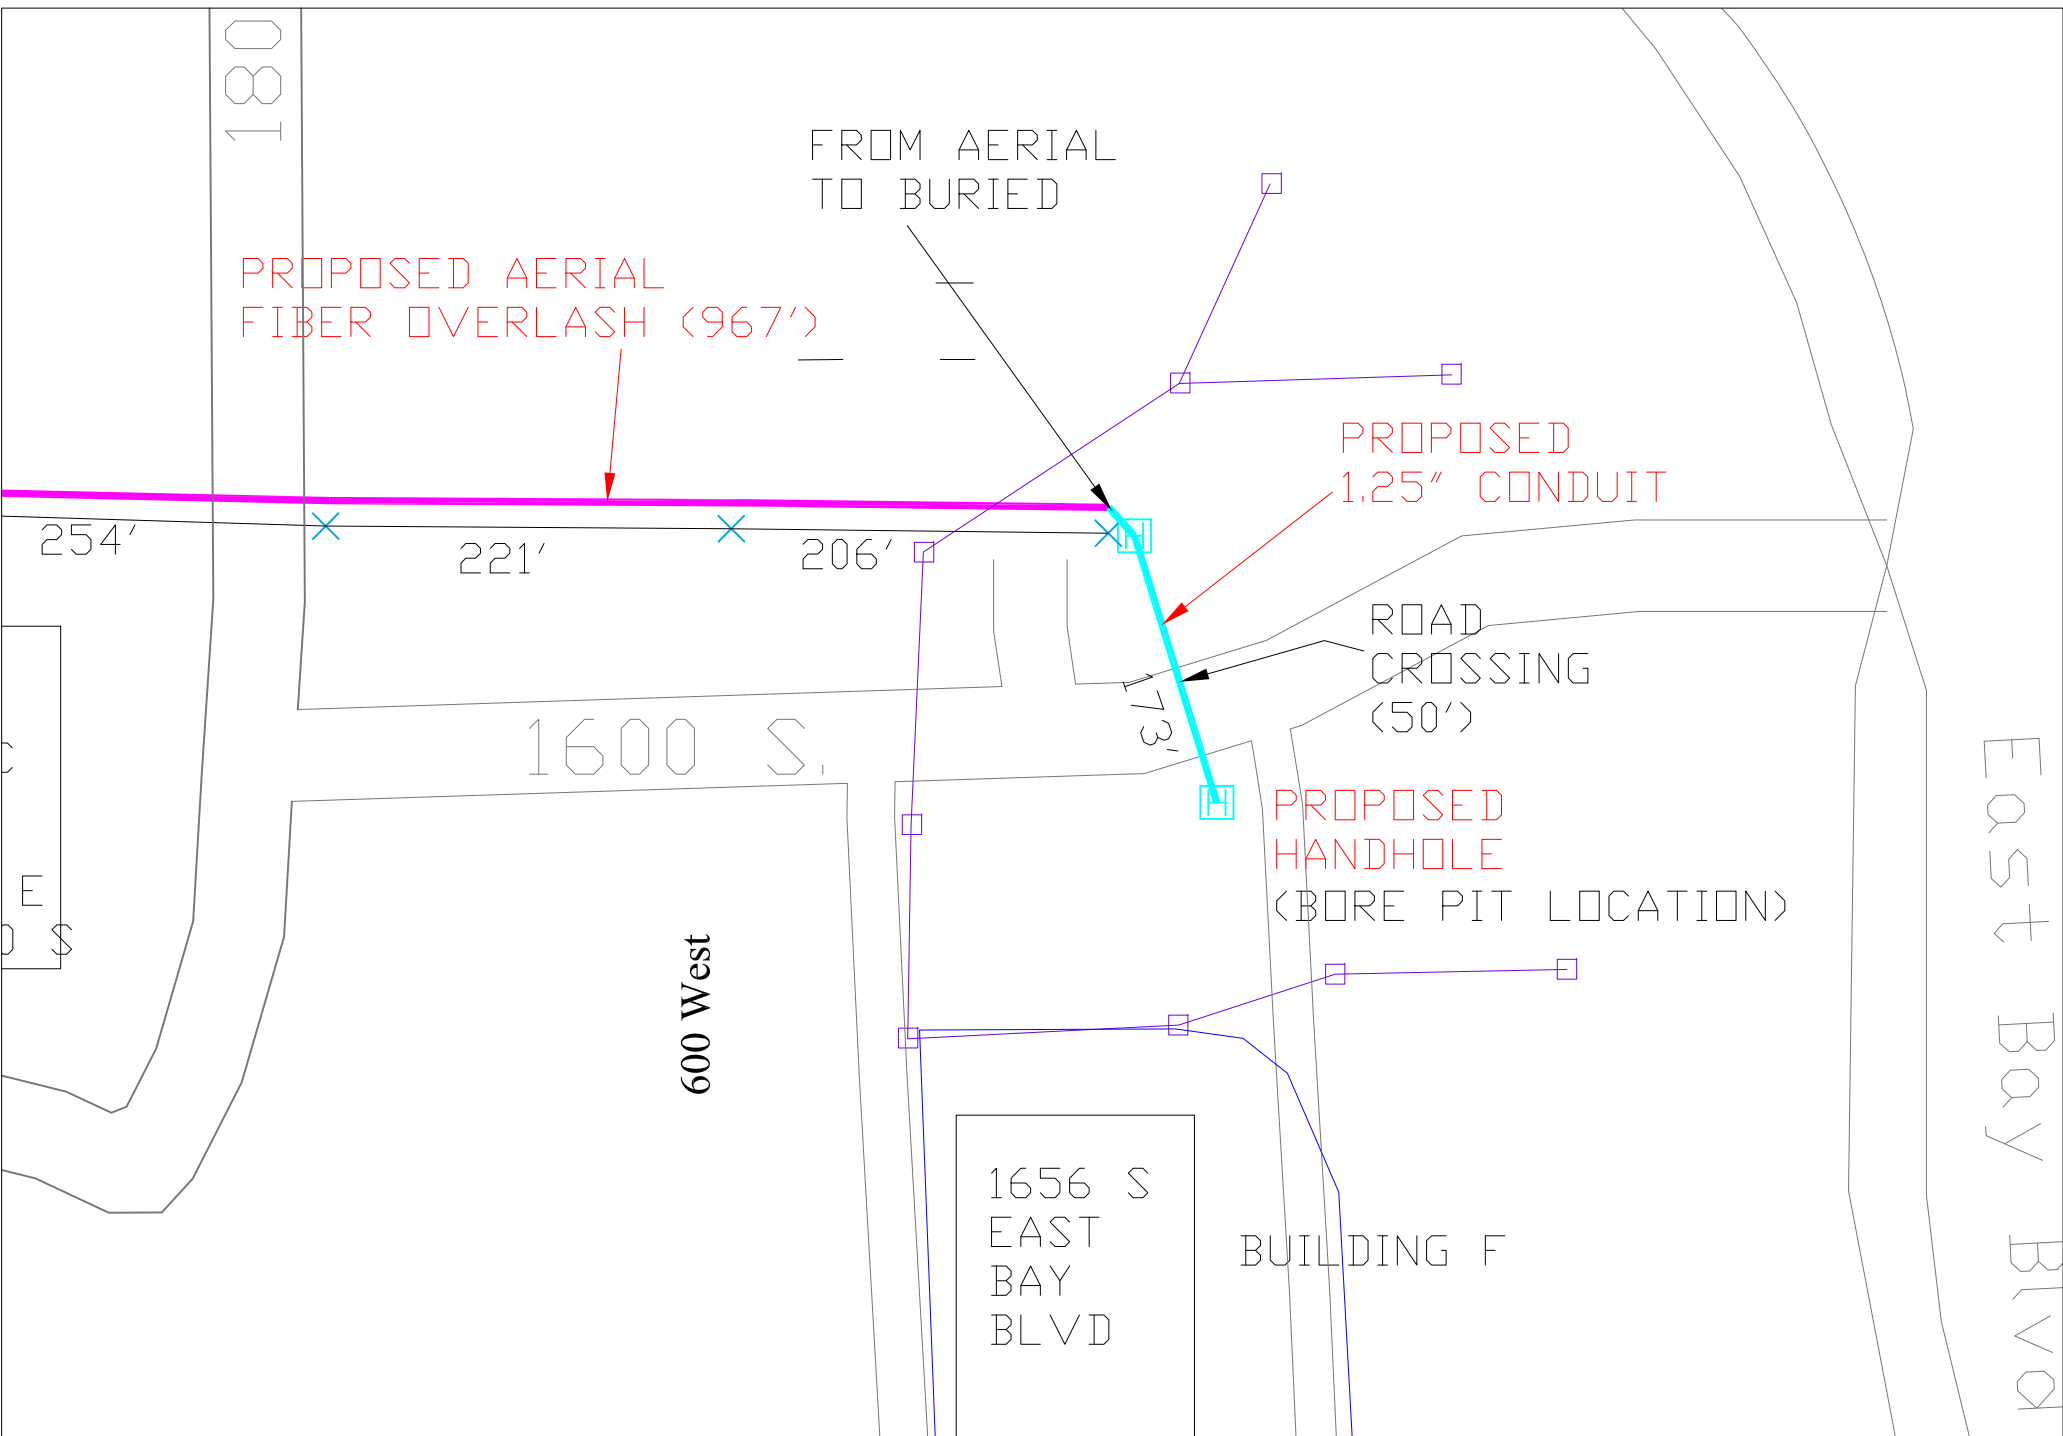 180
FROM AERIAL
TO BURIED
PROPOSED AERIAL
FIBER OVERLASH (967')
PROPOSED
1.25" CONDUIT
254'
221'
206'
H
ROAD
CROSSING
(50')
173'
1600 S.
H
PROPOSED
HANDHOLE
(BORE PIT LOCATION)
E
S
600 West
East Bay Blvd
1656 S
EAST
BAY
BLVD
BUILDING F